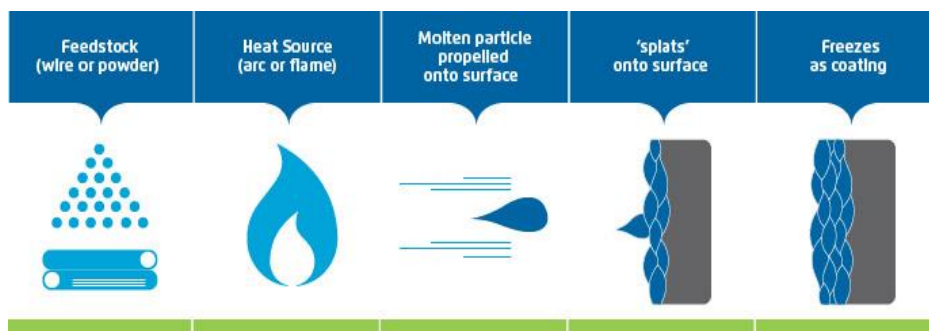 Feedstock
(wire or powder)
Heat Source
(arc or flame)
Molten particle
propelled
onto surface
‘splats’
onto surface
Freezes
as coating